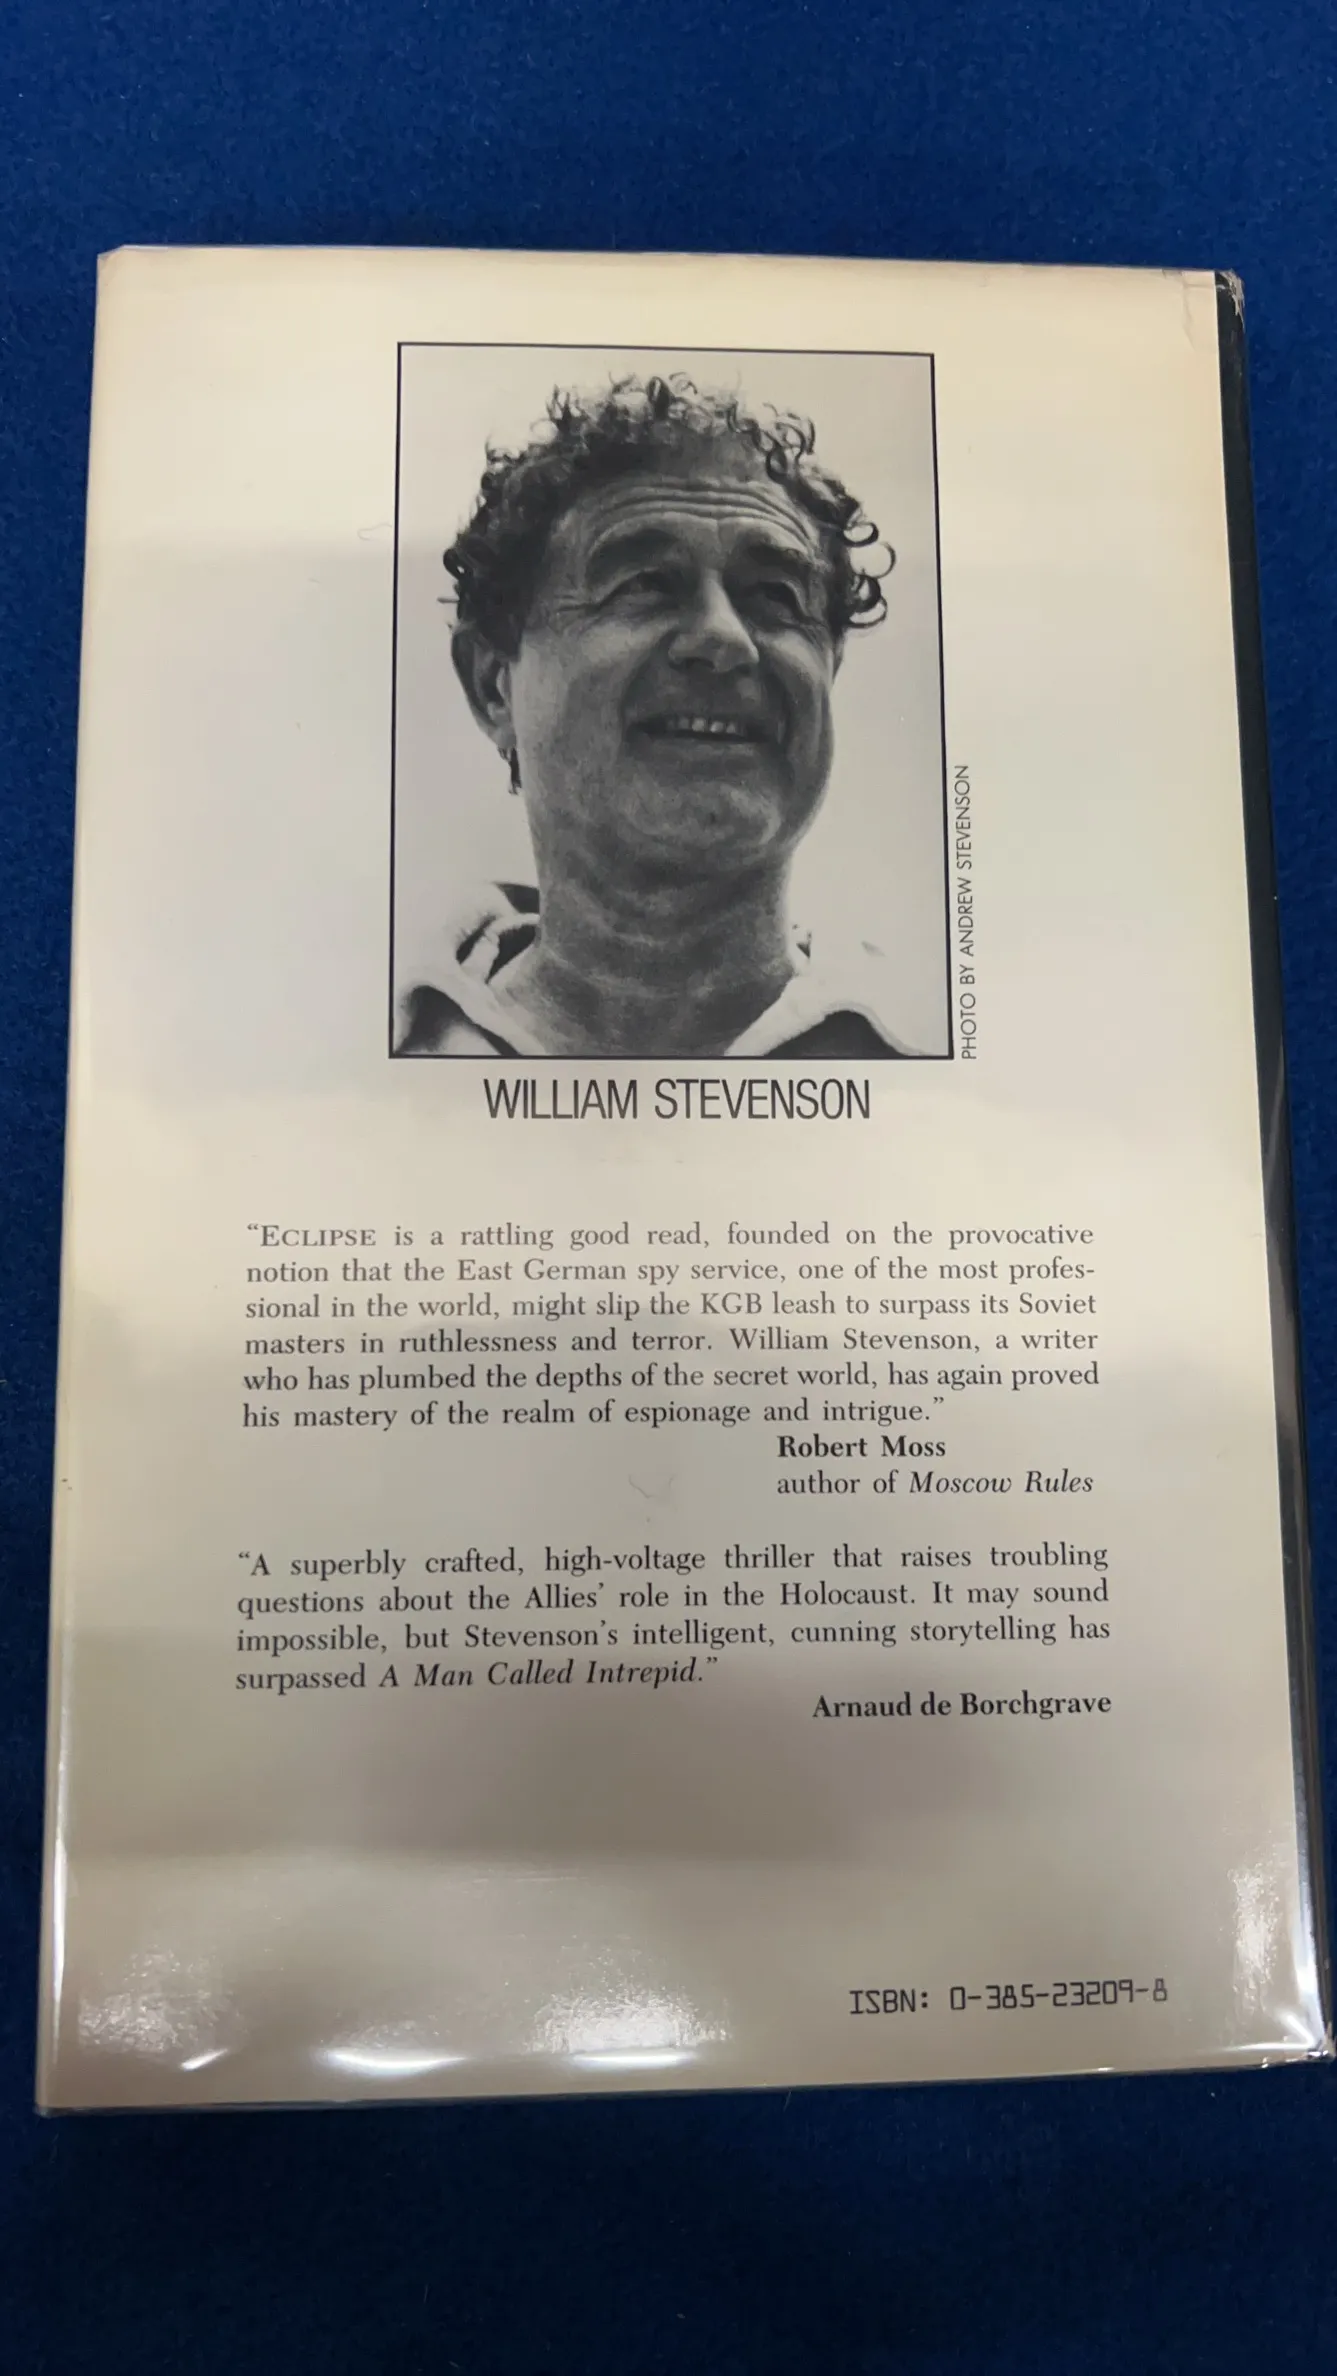 PHOTO BY ANDREW STEVENSON
WILLIAM STEVENSON
“ECLIPSE is a rattling good read, founded on the provocative
notion that the East German spy service, one of the most profes-
sional in the world, might slip the KGB leash to surpass its Soviet
masters in ruthlessness and terror. William Stevenson, a writer
who has plumbed the depths of the secret world, has again proved
his mastery of the realm of espionage and intrigue.”
Robert Moss
author of Moscow Rules
“A superbly crafted, high-voltage thriller that raises troubling
questions about the Allies’ role in the Holocaust. It may sound
impossible, but Stevenson’s intelligent, cunning storytelling has
surpassed A Man Called Intrepid.”
Arnaud de Borchgrave
ISBN: 0-385-23209-8